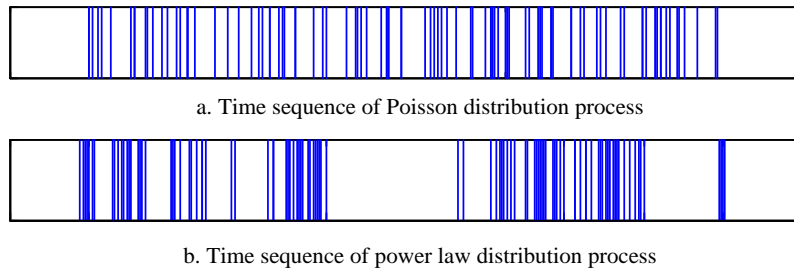 a. Time sequence of Poisson distribution process
b. Time sequence of power law distribution process